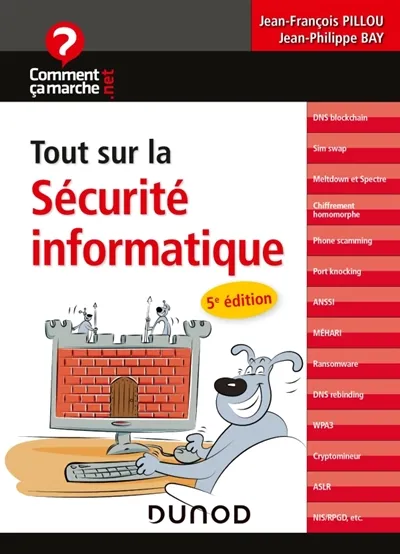 Jean-François PILLOU
Jean-Philippe BAY
?
Comment
ça marche
.net
Tout sur la
Sécurité
informatique
5e édition
DNS blockchain
Sim swap
Meltdown et Spectre
Chiffrement
homomorphe
Phone scamming
Port knocking
ANSSI
MÉHARI
Ransomware
DNS rebinding
WPA3
Cryptomineur
ASLR
NIS/RPGD, etc.
DUNOD